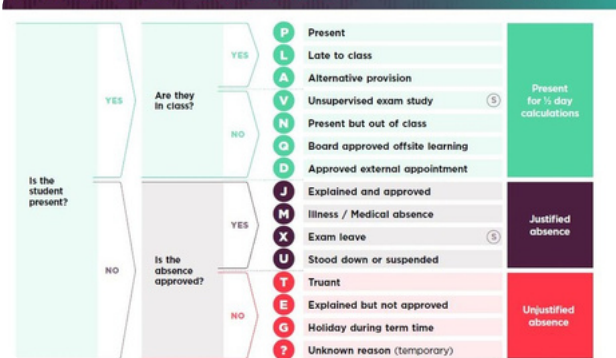 Is the
student
present?
YES
Are they
in class?
YES
P Present
L Late to class
A Alternative provision
NO
V Unsupervised exam study S
N Present but out of class
Q Board approved offsite learning
D Approved external appointment
Present
for ½ day
calculations
NO
Is the
absence
approved?
YES
J Explained and approved
M Illness / Medical absence
X Exam leave S
U Stood down or suspended
Justified
absence
NO
T Truant
E Explained but not approved
G Holiday during term time
? Unknown reason (temporary)
Unjustified
absence